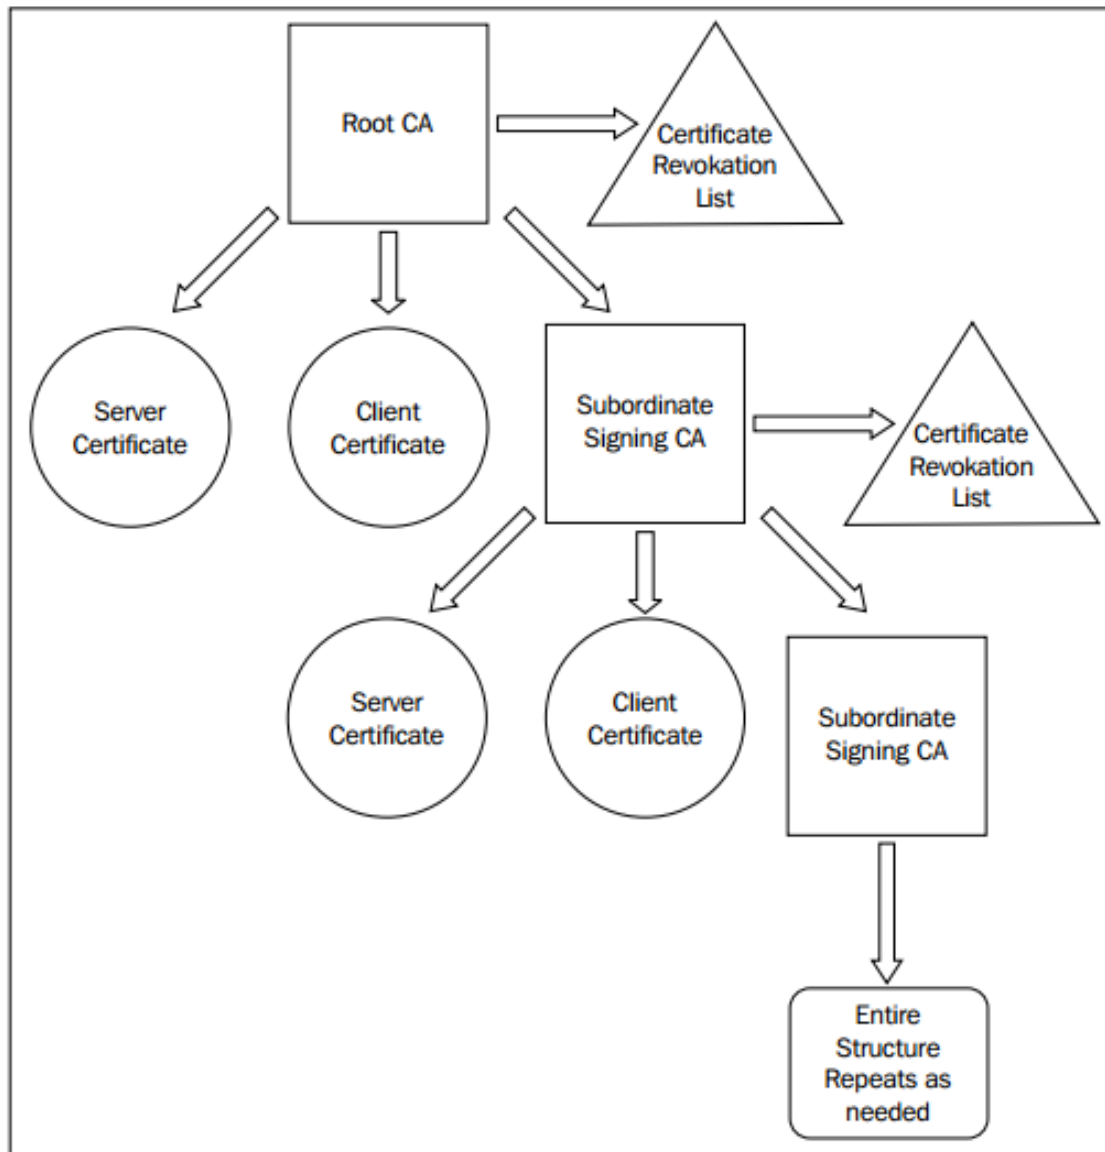 Root CA
Certificate
Revokation
List
Server
Certificate
Client
Certificate
Subordinate
Signing CA
Certificate
Revokation
List
Server
Certificate
Client
Certificate
Subordinate
Signing CA
Entire
Structure
Repeats as
needed